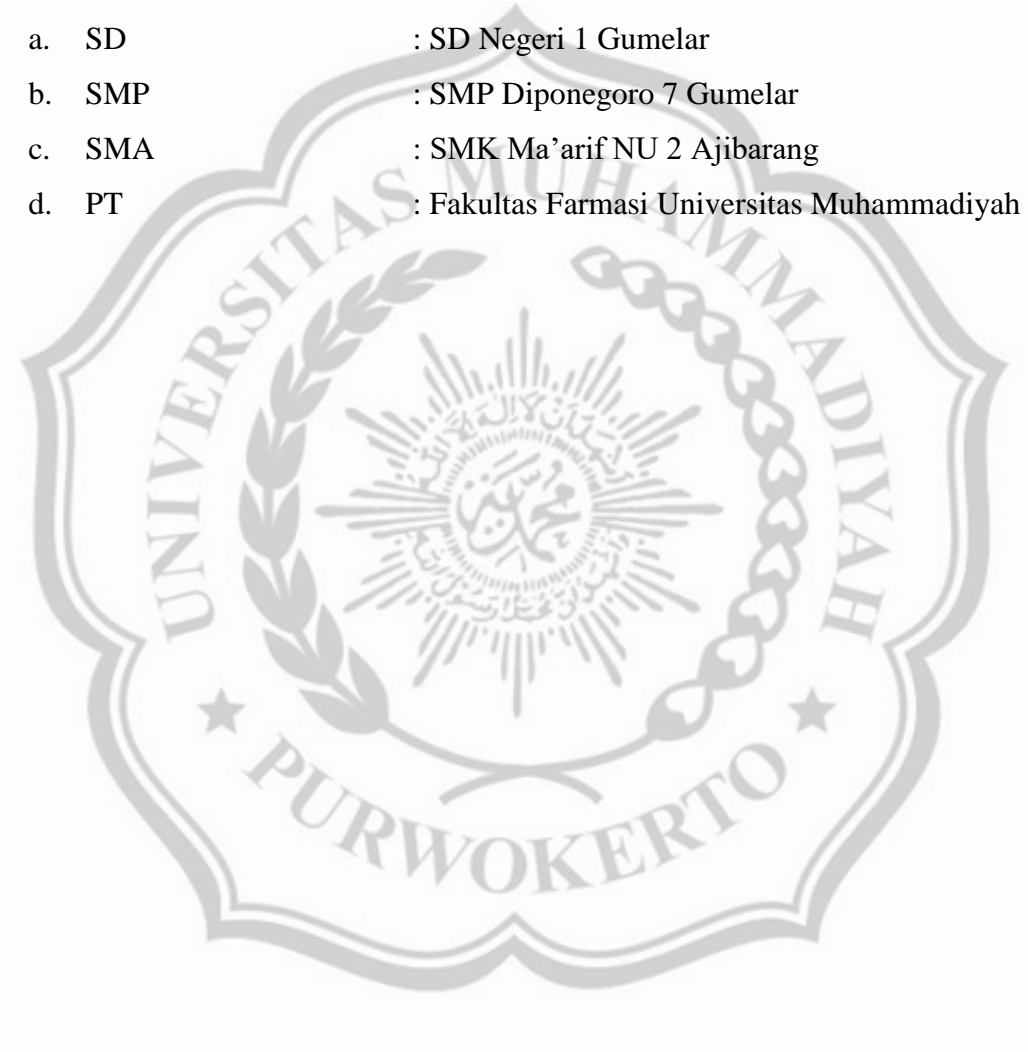 a. SD : SD Negeri 1 Gumelar
b. SMP : SMP Diponegoro 7 Gumelar
c. SMA : SMK Ma’arif NU 2 Ajibarang
d. PT : Fakultas Farmasi Universitas Muhammadiyah
UNIVERSITAS MUHAMMADIYAH
PURWOKERTO
محمد